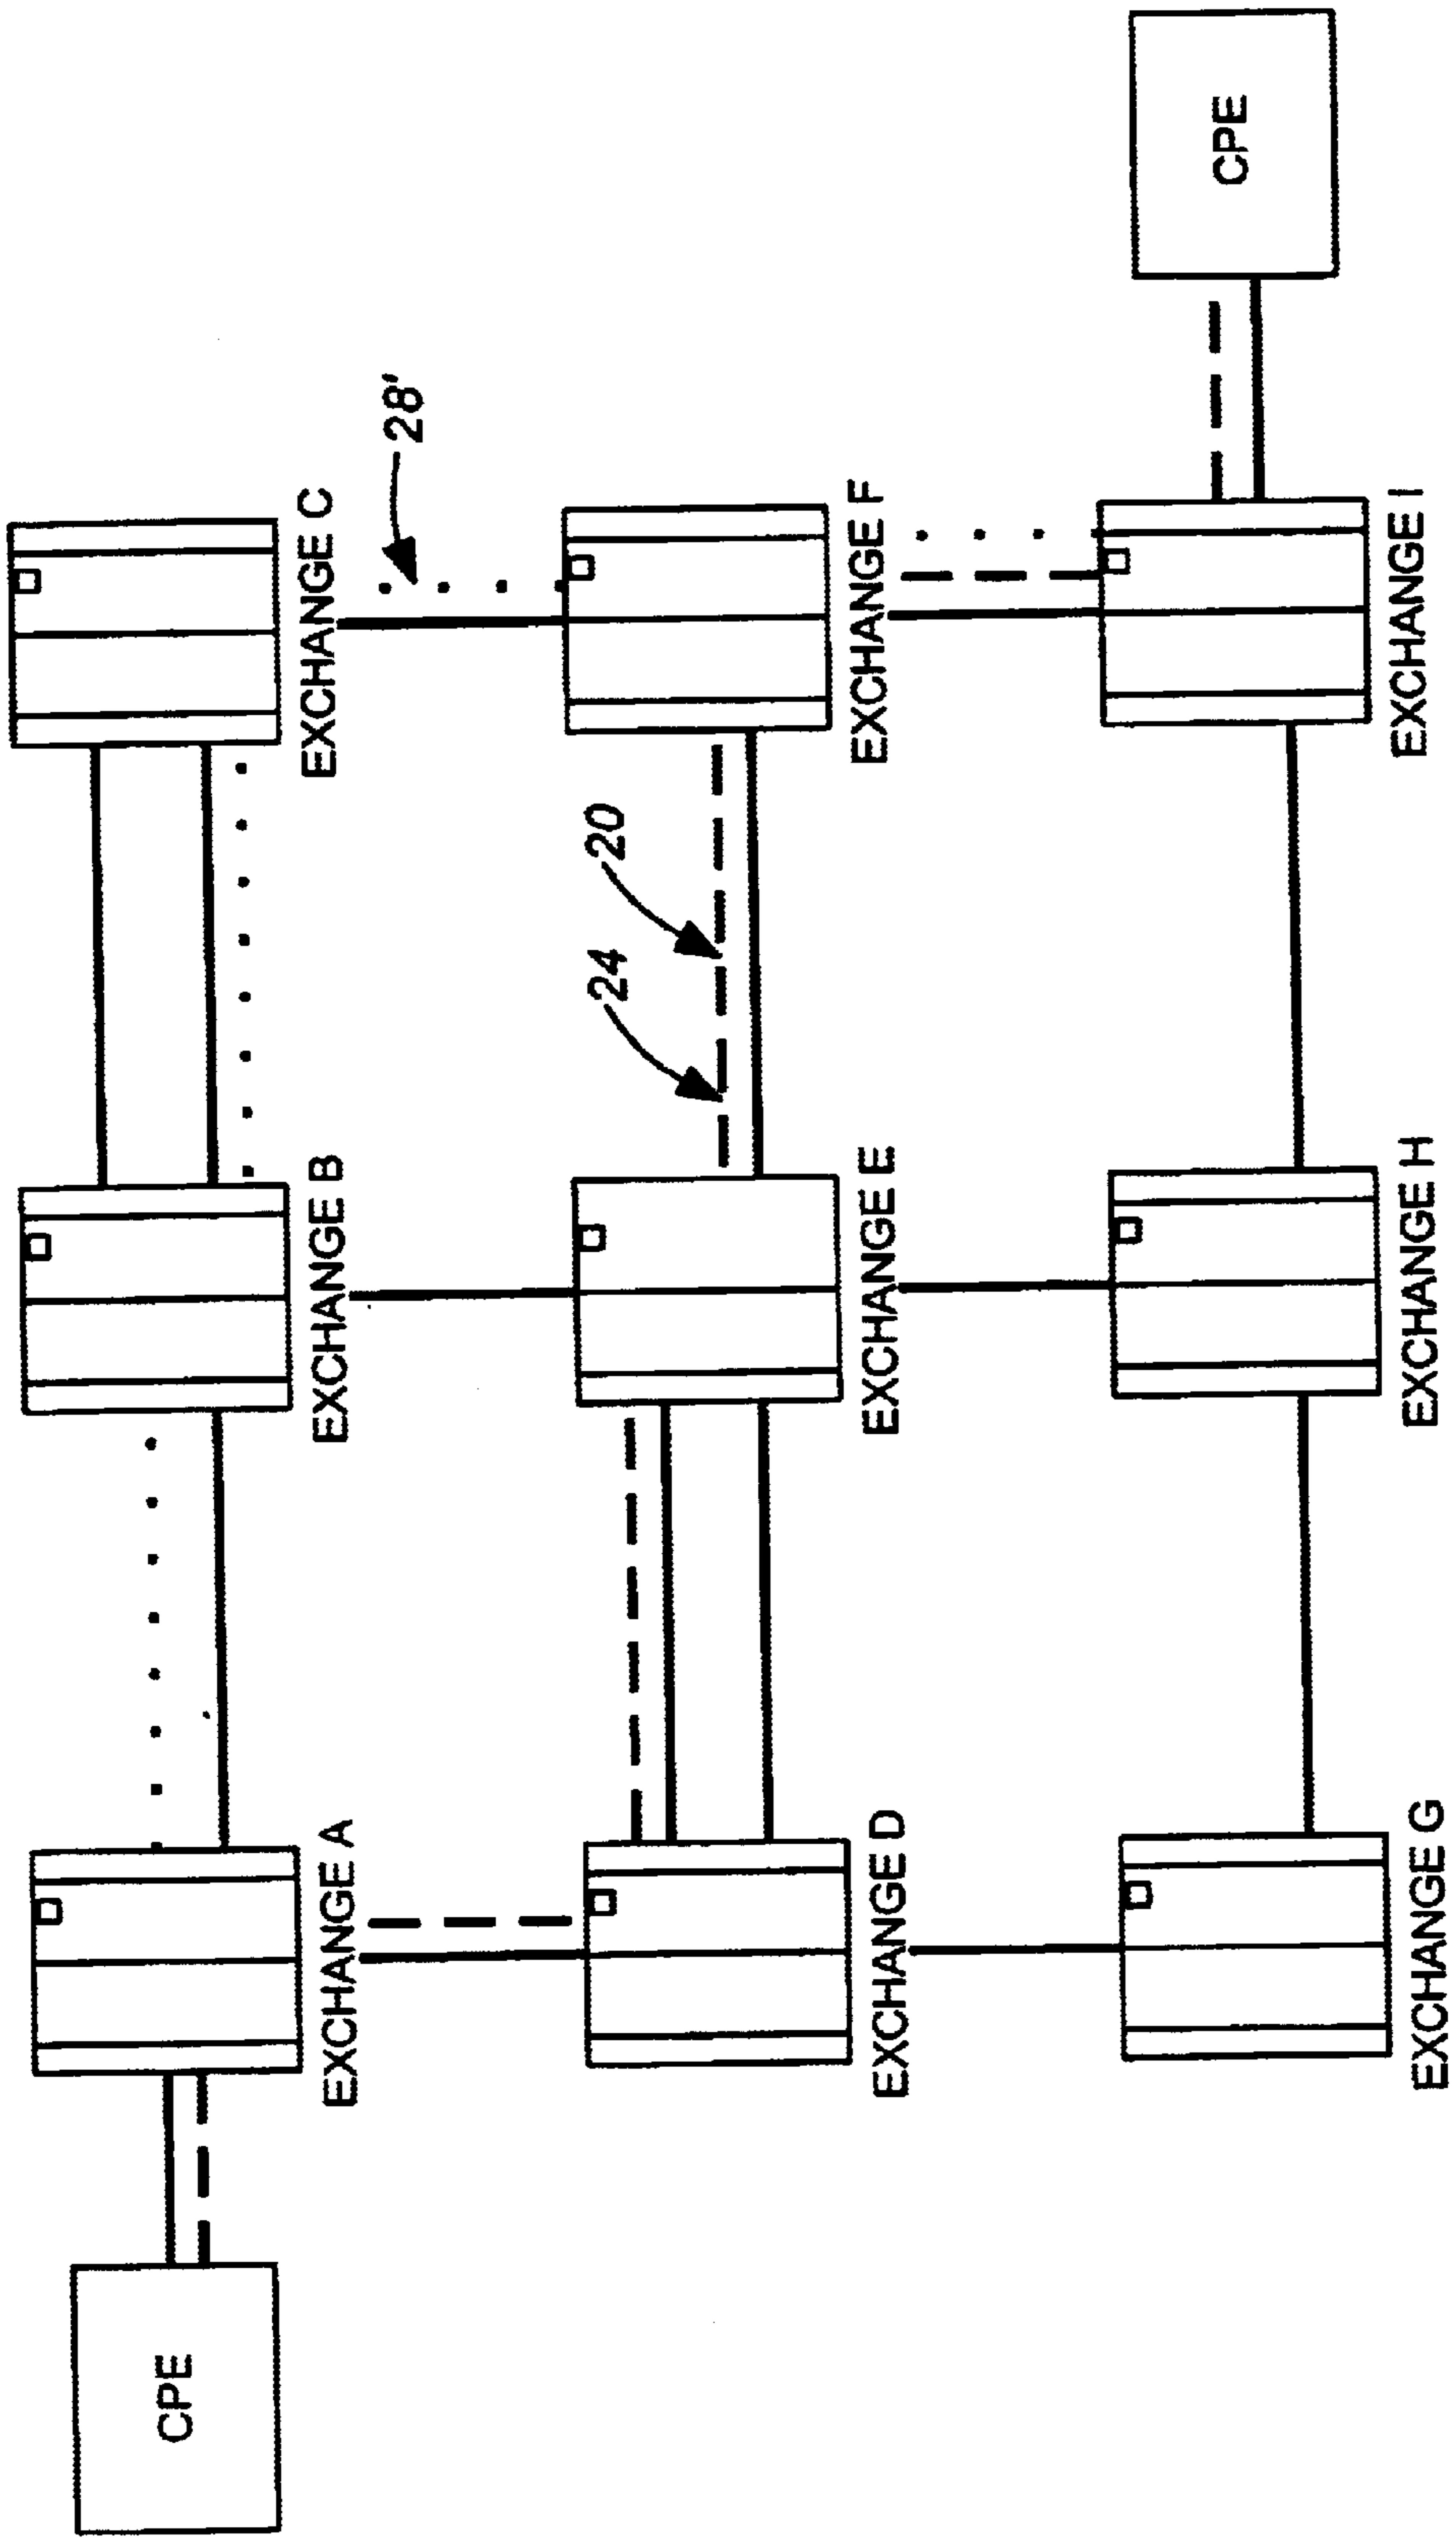 CPE
EXCHANGE A
EXCHANGE B
EXCHANGE C
28'
24
20
EXCHANGE D
EXCHANGE E
EXCHANGE F
CPE
EXCHANGE G
EXCHANGE H
EXCHANGE I